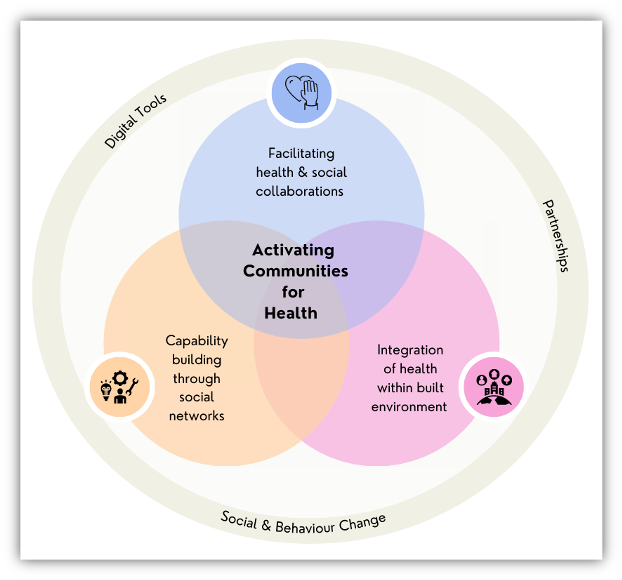 Digital Tools
Partnerships
Facilitating
health & social
collaborations
Activating
Communities
for
Health
Capability
building
through
social
networks
Integration
of health
within built
environment
Social & Behaviour Change